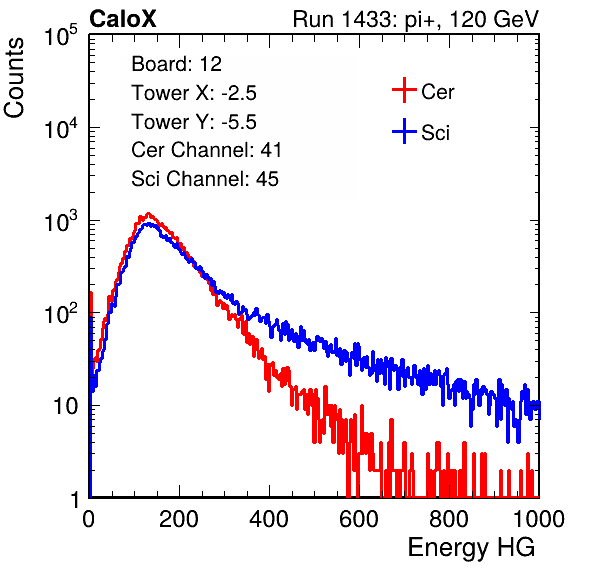 CaloX Run 1433: pi+, 120 GeV
Counts
Board: 12
Tower X: -2.5
Tower Y: -5.5
Cer Channel: 41
Sci Channel: 45
Cer
Sci
10^5
10^4
10^3
10^2
10
1
0 200 400 600 800 1000
Energy HG